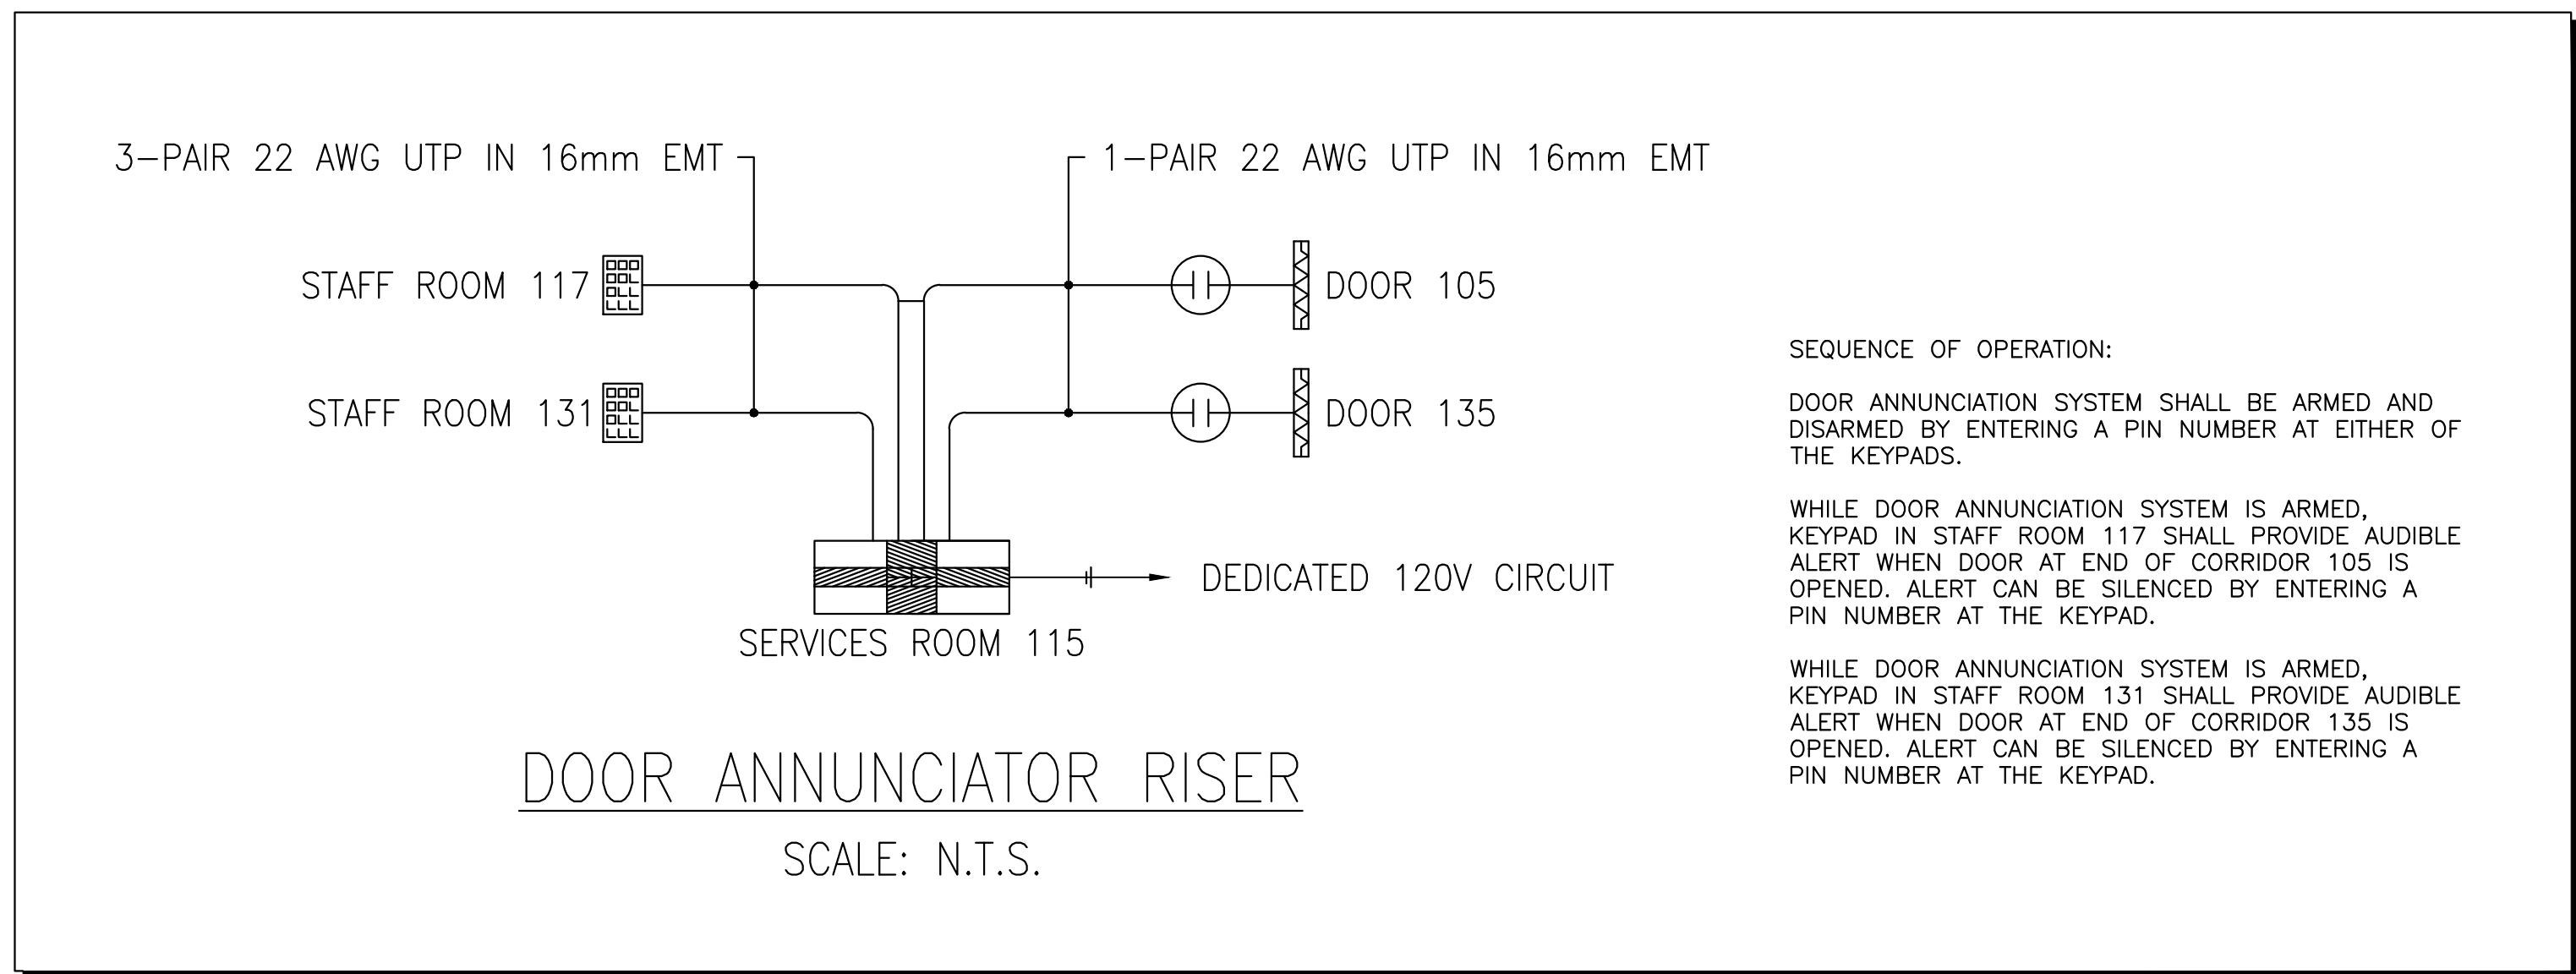 3-PAIR 22 AWG UTP IN 16mm EMT
1-PAIR 22 AWG UTP IN 16mm EMT
STAFF ROOM 117
DOOR 105
STAFF ROOM 131
DOOR 135
DEDICATED 120V CIRCUIT
SERVICES ROOM 115
DOOR ANNUNCIATOR RISER
SCALE: N.T.S.
SEQUENCE OF OPERATION:
DOOR ANNUNCIATION SYSTEM SHALL BE ARMED AND
DISARMED BY ENTERING A PIN NUMBER AT EITHER OF
THE KEYPADS.
WHILE DOOR ANNUNCIATION SYSTEM IS ARMED,
KEYPAD IN STAFF ROOM 117 SHALL PROVIDE AUDIBLE
ALERT WHEN DOOR AT END OF CORRIDOR 105 IS
OPENED. ALERT CAN BE SILENCED BY ENTERING A
PIN NUMBER AT THE KEYPAD.
WHILE DOOR ANNUNCIATION SYSTEM IS ARMED,
KEYPAD IN STAFF ROOM 131 SHALL PROVIDE AUDIBLE
ALERT WHEN DOOR AT END OF CORRIDOR 135 IS
OPENED. ALERT CAN BE SILENCED BY ENTERING A
PIN NUMBER AT THE KEYPAD.